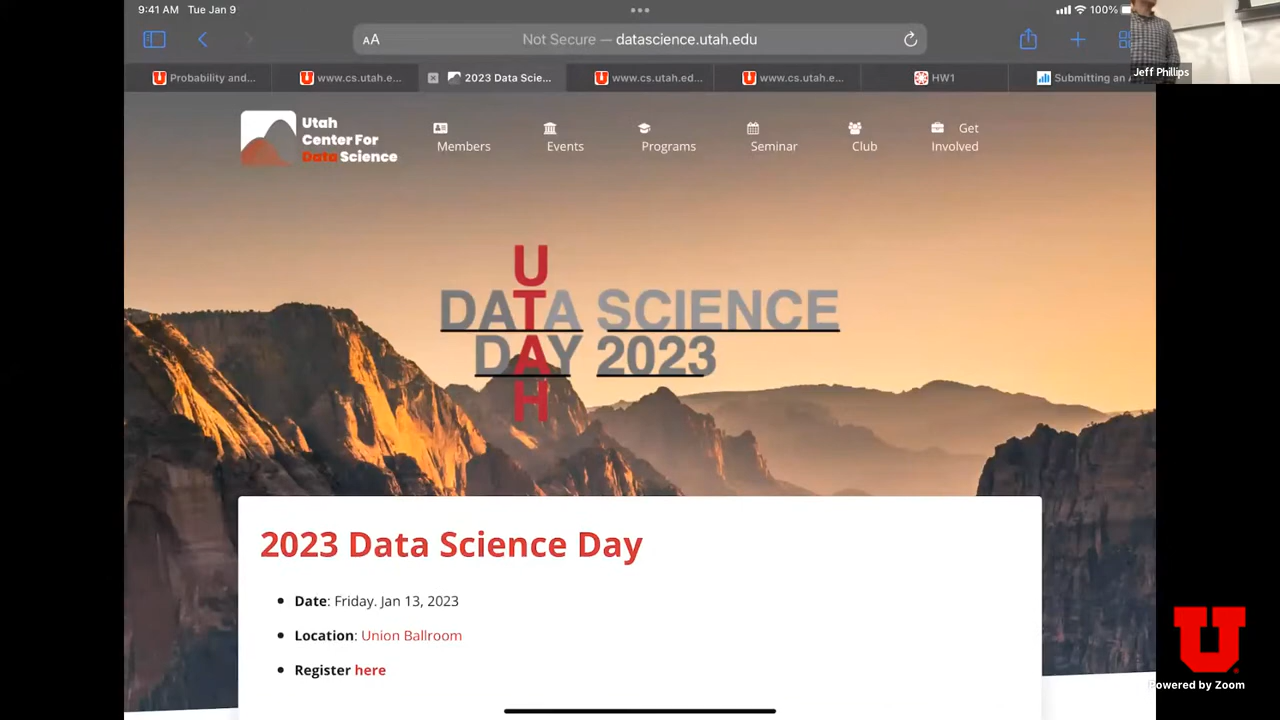 9:41 AM Tue Jan 9
100%
AA
Not Secure — datascience.utah.edu
Probability and...
www.cs.utah.e...
2023 Data Scie...
www.cs.utah.ed...
www.cs.utah.e...
HW1
Submitting an
Jeff Phillips
Utah
Center For
Data Science
Members
Events
Programs
Seminar
Club
Get
Involved
UTAH
DATA SCIENCE
DAY 2023
2023 Data Science Day
• Date: Friday. Jan 13, 2023
• Location: Union Ballroom
• Register here
U
Powered by Zoom